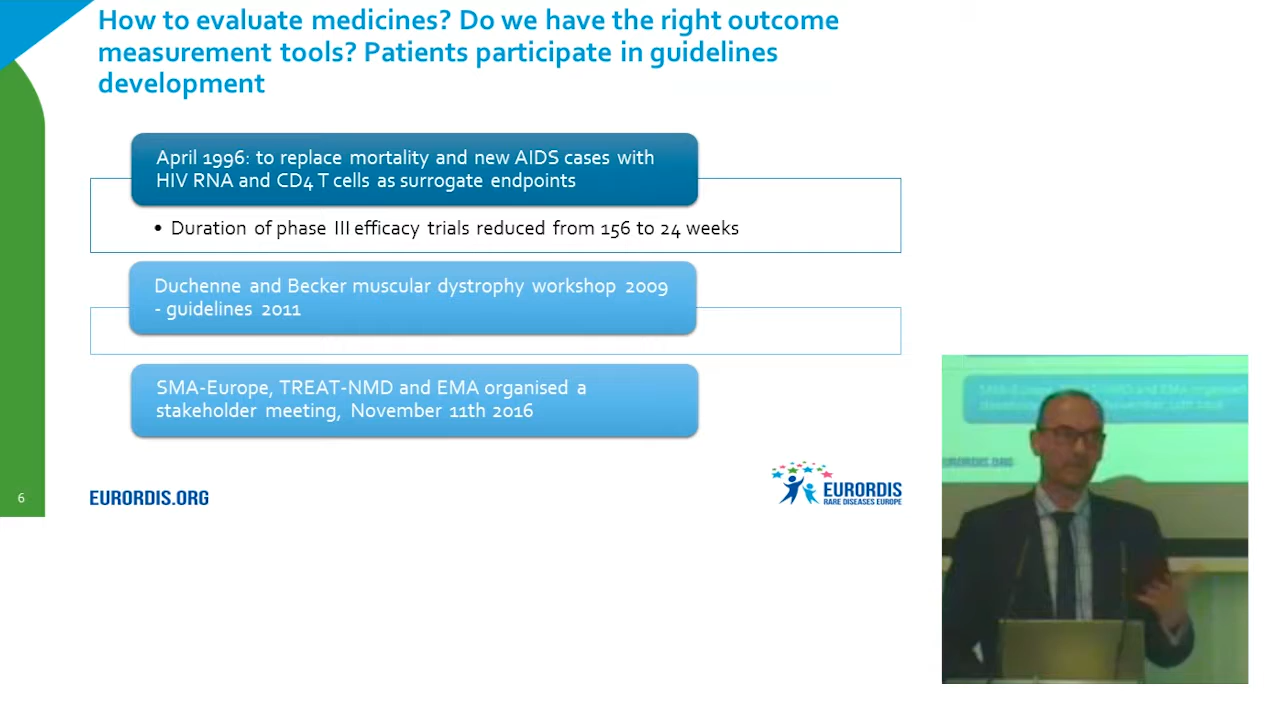 How to evaluate medicines? Do we have the right outcome
measurement tools? Patients participate in guidelines
development
April 1996: to replace mortality and new AIDS cases with
HIV RNA and CD4 T cells as surrogate endpoints
• Duration of phase III efficacy trials reduced from 156 to 24 weeks
Duchenne and Becker muscular dystrophy workshop 2009
- guidelines 2011
SMA-Europe, TREAT-NMD and EMA organised a
stakeholder meeting, November 11th 2016
6
EURORDIS.ORG
EURORDIS
RARE DISEASES EUROPE